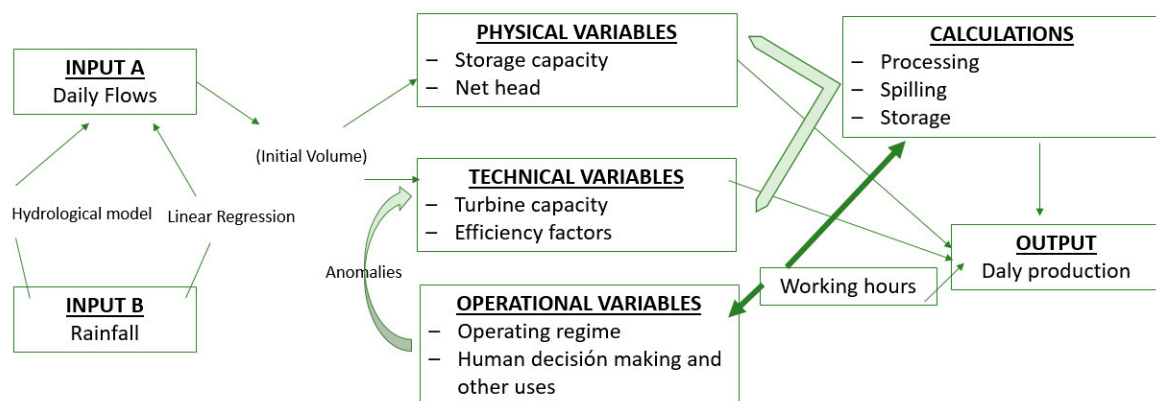 INPUT A
Daily Flows
Hydrological model
Linear Regression
INPUT B
Rainfall
(Initial Volume)
PHYSICAL VARIABLES
– Storage capacity
– Net head
TECHNICAL VARIABLES
– Turbine capacity
– Efficiency factors
Anomalies
OPERATIONAL VARIABLES
– Operating regime
– Human decisión making and
other uses
Working hours
CALCULATIONS
– Processing
– Spilling
– Storage
OUTPUT
Daly production